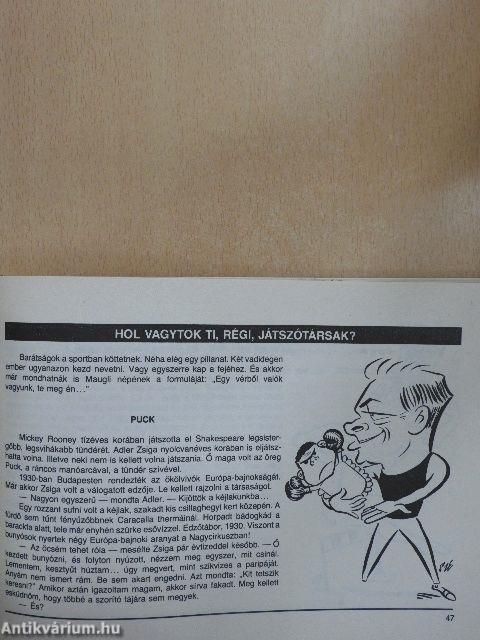 HOL VAGYTOK TI, RÉGI, JÁTSZÓTÁRSAK?
Barátságok a sportban köttetnek. Néha elég egy pillanat. Két vadidegen
ember ugyanazon kezd nevetni. Vagy egyszerre kap a fejéhez. És akkor
már mondhatnák is Maugli népének a formuláját: „Egy vérből valók
vagyunk, te meg én...”
PUCK
Mickey Rooney tízéves korában játszotta el Shakespeare legsister-
gőbb, legsvihákabb tündérét. Adler Zsiga nyolcvanéves is eljátsz-
hatta volna. Illetve neki nem is kellett volna játszania. Ő maga volt az öreg
Puck, a ráncos manóarcával, a tündér szívével.
1930-ban Budapesten rendezték az ökölvívók Európa-bajnokságát.
Már akkor Zsiga volt a válogatott edzője. Le kellett rajzolni a társaságot.
— Nagyon egyszerű — mondta Adler. — Kijöttök a kéjlakunkba...
Egy rozzant sufni volt a kéjlak, szakadt kis csillaghegyi kert közepén. A
fürdő sem tűnt fényűzőbbnek Caracalla thermáinál. Horpadt bádogkád a
barackfa alatt, tele már enyhén szürke esővízzel. Edzőtábor, 1930. Viszont a
bunyósok nyertek négy Európa-bajnoki aranyat a Nagycirkuszban!
— Az öcsém tehet róla — mesélte Zsiga pár évtizeddel később. — Ő
kezdett bunyózni, és folyton nyúzott, nézzem meg egyszer, mit csinál.
Lementem, kesztyűt húztam... úgy megvert, mint szikvizes a paripáját.
Anyám nem ismert rám. Be sem akart engedni. Azt mondta: „Kit tetszik
keresni?” Amikor aztán igazoltam magam, akkor sírva fakadt. Meg kellett
esküdnöm, hogy többé a szorító tájára sem megyek.
— És?
47
Antikvárium.hu